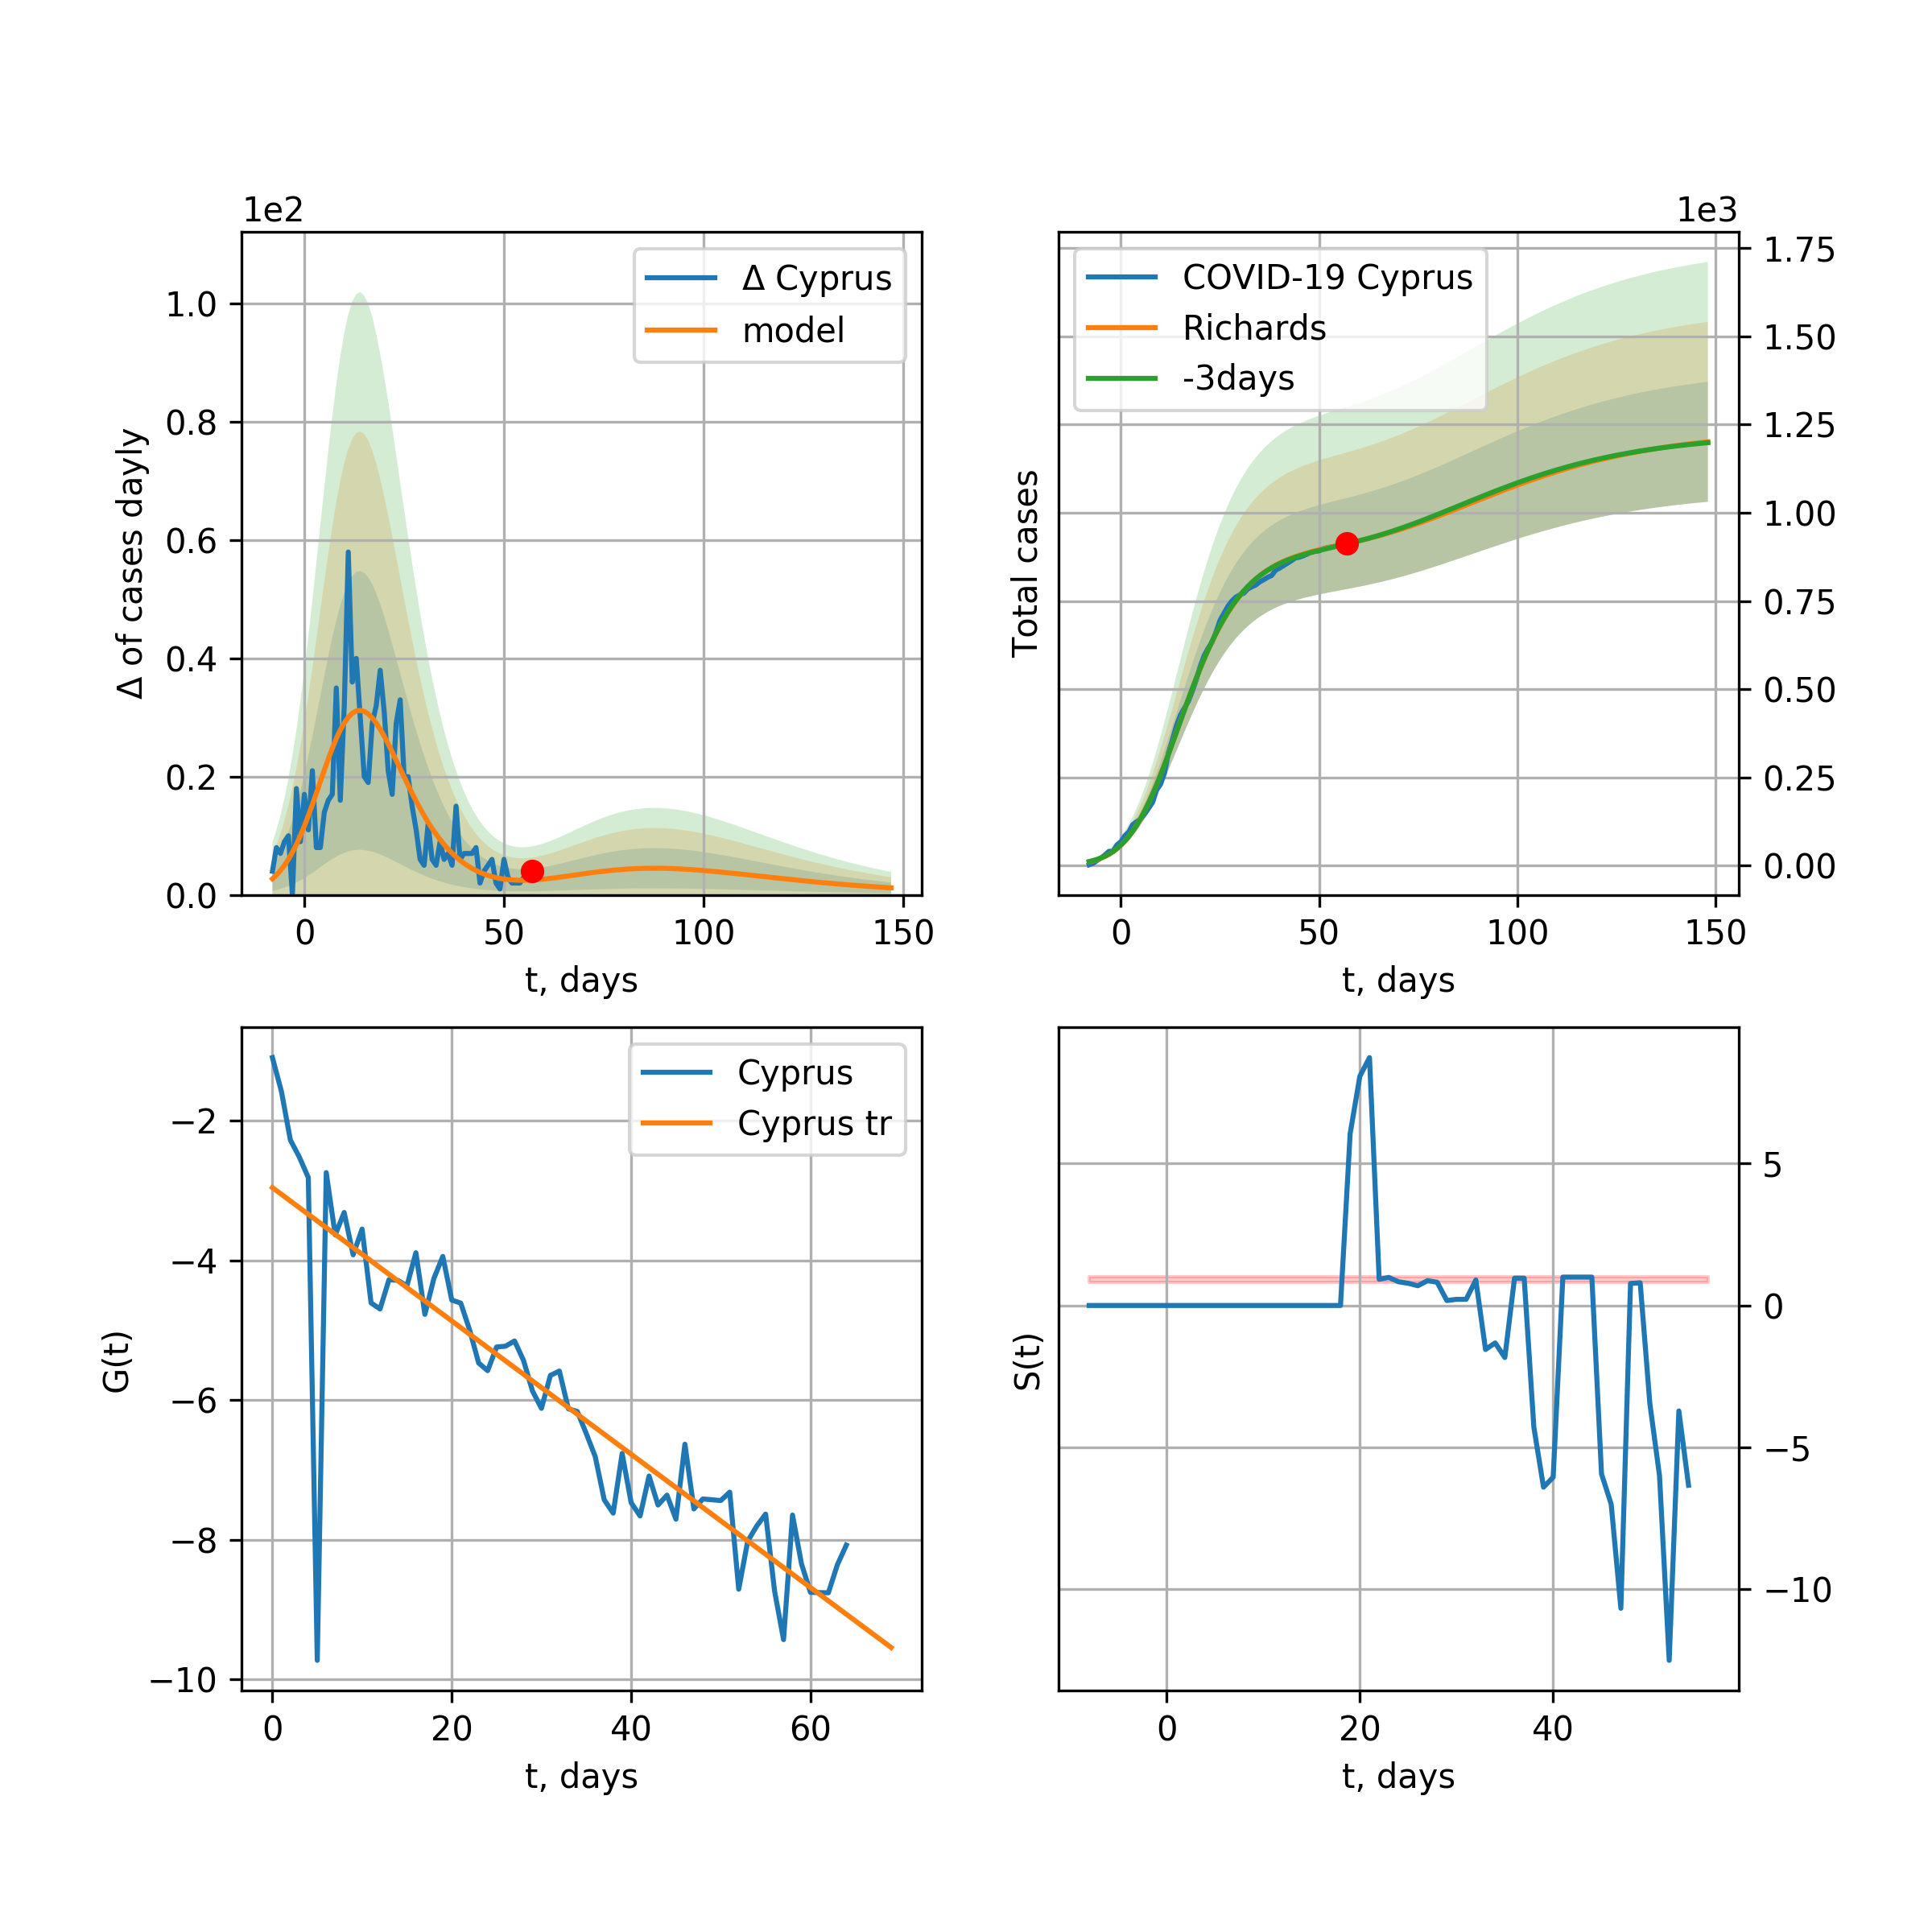 1e2
Δ Cyprus
model
1.0
0.8
0.6
0.4
0.2
0.0
Δ of cases dayly
0 50 100 150
t, days
1e3
COVID-19 Cyprus
Richards
-3days
1.75
1.50
1.25
1.00
0.75
0.50
0.25
0.00
Total cases
0 50 100 150
t, days
Cyprus
Cyprus tr
−2
−4
−6
−8
−10
G(t)
0 20 40 60
t, days
5
0
−5
−10
S(t)
0 20 40
t, days